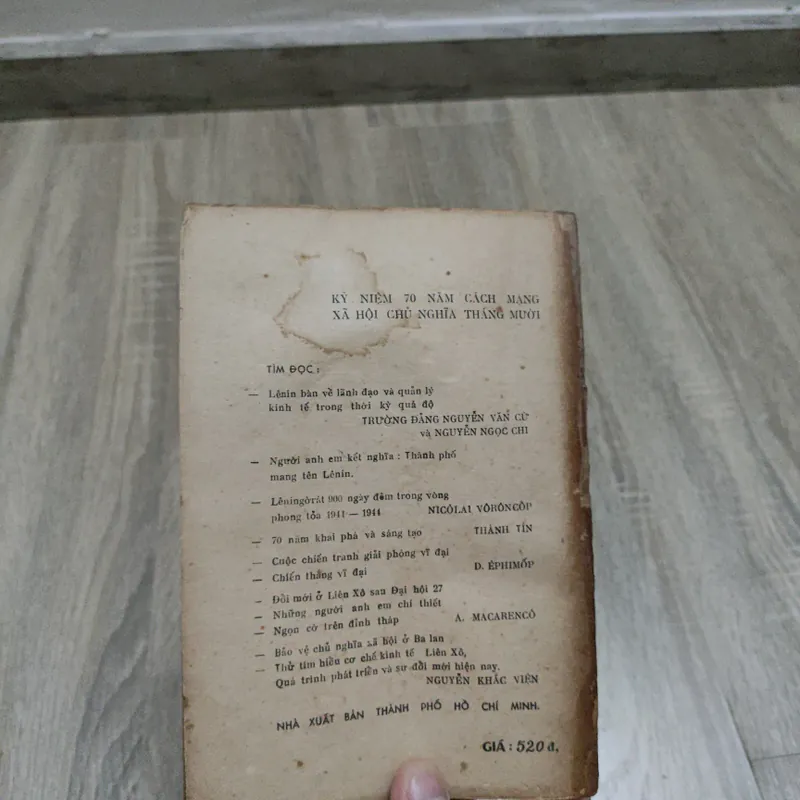 KỶ NIỆM 70 NĂM CÁCH MẠNG
XÃ HỘI CHỦ NGHĨA THÁNG MƯỜI
TÌM ĐỌC :
— Lênin bàn về lãnh đạo và quản lý
kinh tế trong thời kỳ quá độ
TRƯỜNG ĐẢNG NGUYỄN VĂN CỪ
và NGUYỄN NGỌC CHI
— Người anh em kết nghĩa : Thành phố
mang tên Lênin.
— Lêningơrát 900 ngày đêm trong vòng
phong tỏa 1941 — 1944 NICÔLAI VÔRÔNCỐP
— 70 năm khai phá và sáng tạo THÀNH TÍN
— Cuộc chiến tranh giải phóng vĩ đại
— Chiến thắng vĩ đại D. ÊPHIMỐP
— Đổi mới ở Liên Xô sau Đại hội 27
— Những người anh em chí thiết
— Ngọn cờ trên đỉnh tháp A. MACARENCÔ
— Bảo vệ chủ nghĩa xã hội ở Ba lan
— Thử tìm hiểu cơ chế kinh tế Liên Xô,
Quá trình phát triển và sự đổi mới hiện nay.
NGUYỄN KHẮC VIỆN
NHÀ XUẤT BẢN THÀNH PHỐ HỒ CHÍ MINH.
GIÁ : 520 đ.